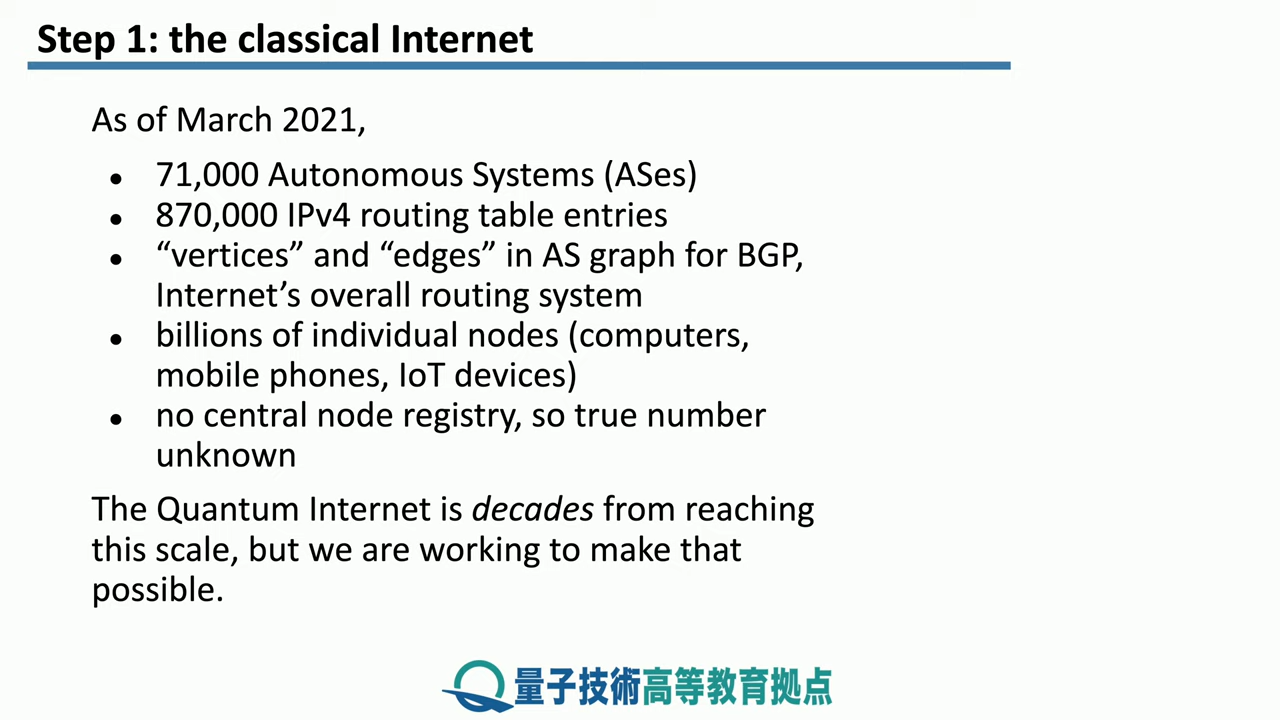 Step 1: the classical Internet
As of March 2021,
● 71,000 Autonomous Systems (ASes)
● 870,000 IPv4 routing table entries
● “vertices” and “edges” in AS graph for BGP,
Internet’s overall routing system
● billions of individual nodes (computers,
mobile phones, IoT devices)
● no central node registry, so true number
unknown
The Quantum Internet is decades from reaching
this scale, but we are working to make that
possible.
量子技術高等教育拠点